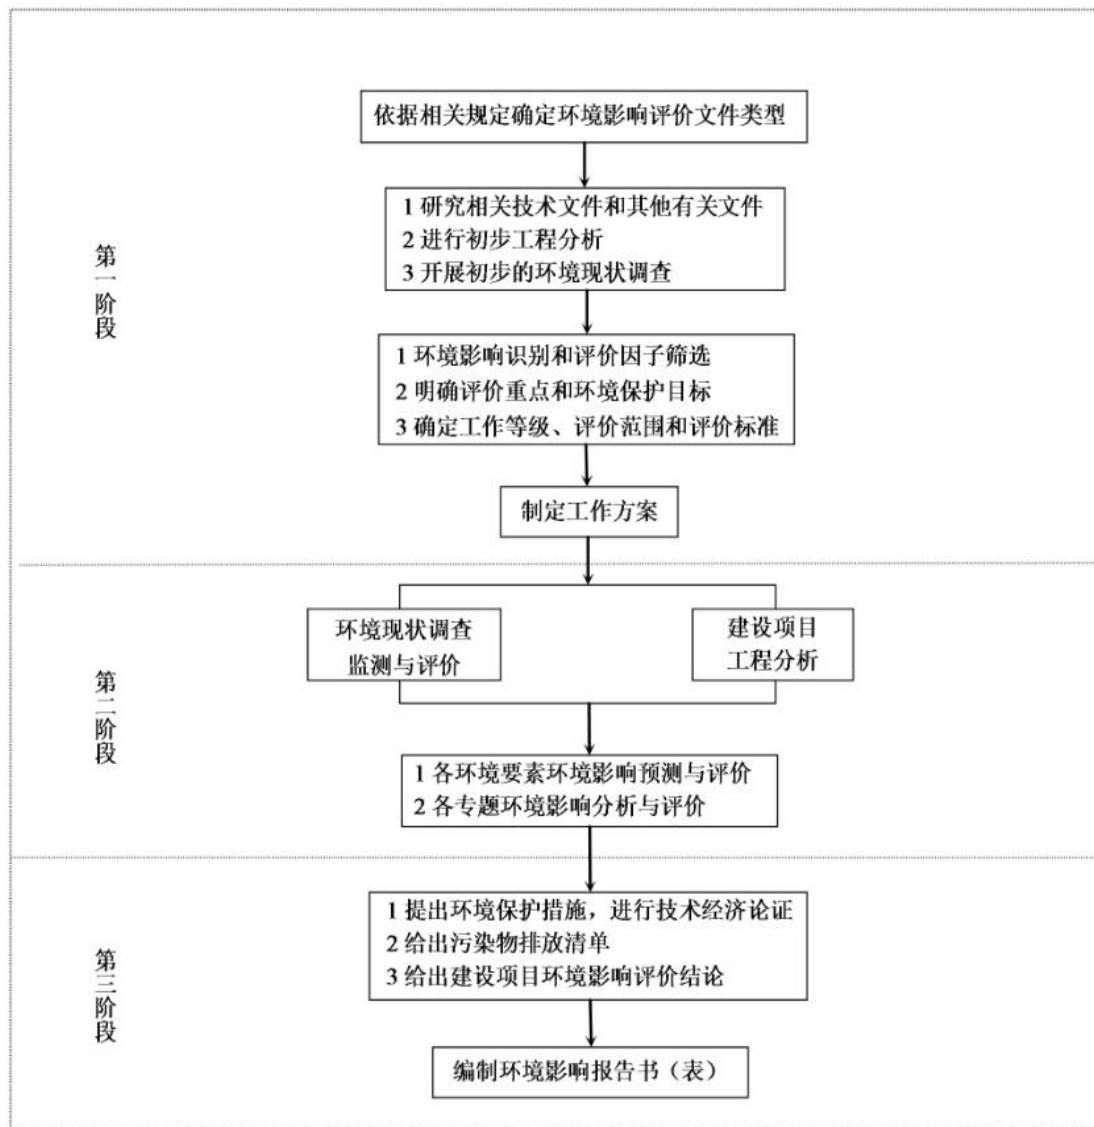 依据相关规定确定环境影响评价文件类型
1 研究相关技术文件和其他有关文件
2 进行初步工程分析
3 开展初步的环境现状调查
第一阶段
1 环境影响识别和评价因子筛选
2 明确评价重点和环境保护目标
3 确定工作等级、评价范围和评价标准
制定工作方案
环境现状调查
监测与评价
建设项目
工程分析
第二阶段
1 各环境要素环境影响预测与评价
2 各专题环境影响分析与评价
1 提出环境保护措施，进行技术经济论证
2 给出污染物排放清单
3 给出建设项目环境影响评价结论
第三阶段
编制环境影响报告书（表）